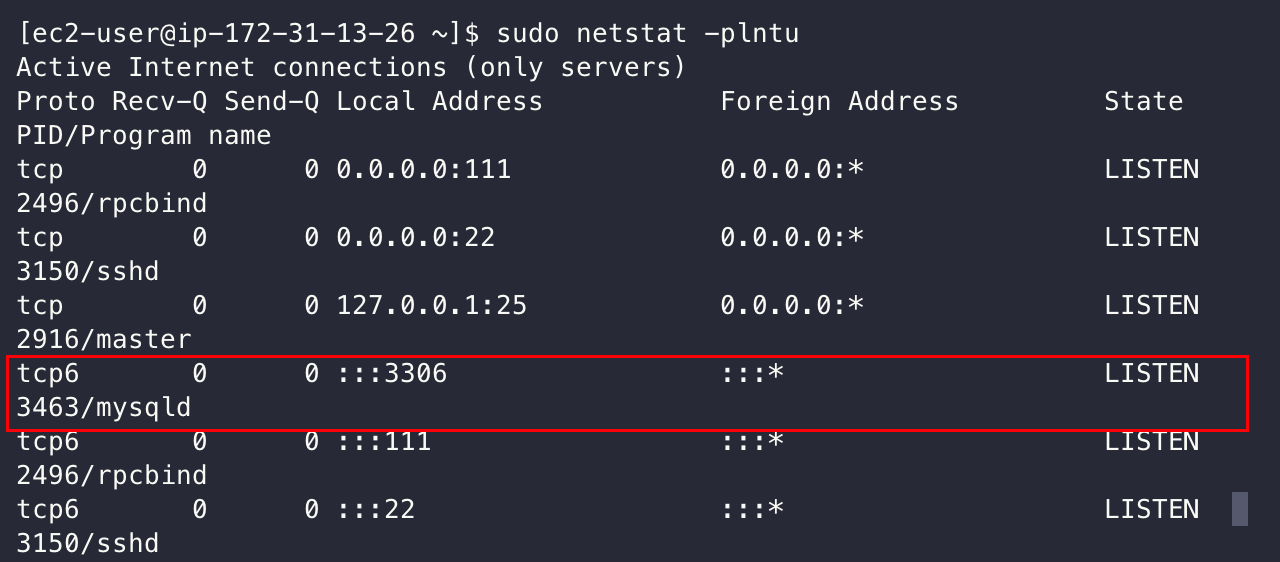 [ec2-user@ip-172-31-13-26 ~]$ sudo netstat -plntu
Active Internet connections (only servers)
Proto Recv-Q Send-Q Local Address           Foreign Address         State
PID/Program name
tcp        0      0 0.0.0.0:111             0.0.0.0:*               LISTEN
2496/rpcbind
tcp        0      0 0.0.0.0:22              0.0.0.0:*               LISTEN
3150/sshd
tcp        0      0 127.0.0.1:25            0.0.0.0:*               LISTEN
2916/master
tcp6       0      0 :::3306                 :::*                    LISTEN
3463/mysqld
tcp6       0      0 :::111                  :::*                    LISTEN
2496/rpcbind
tcp6       0      0 :::22                   :::*                    LISTEN
3150/sshd